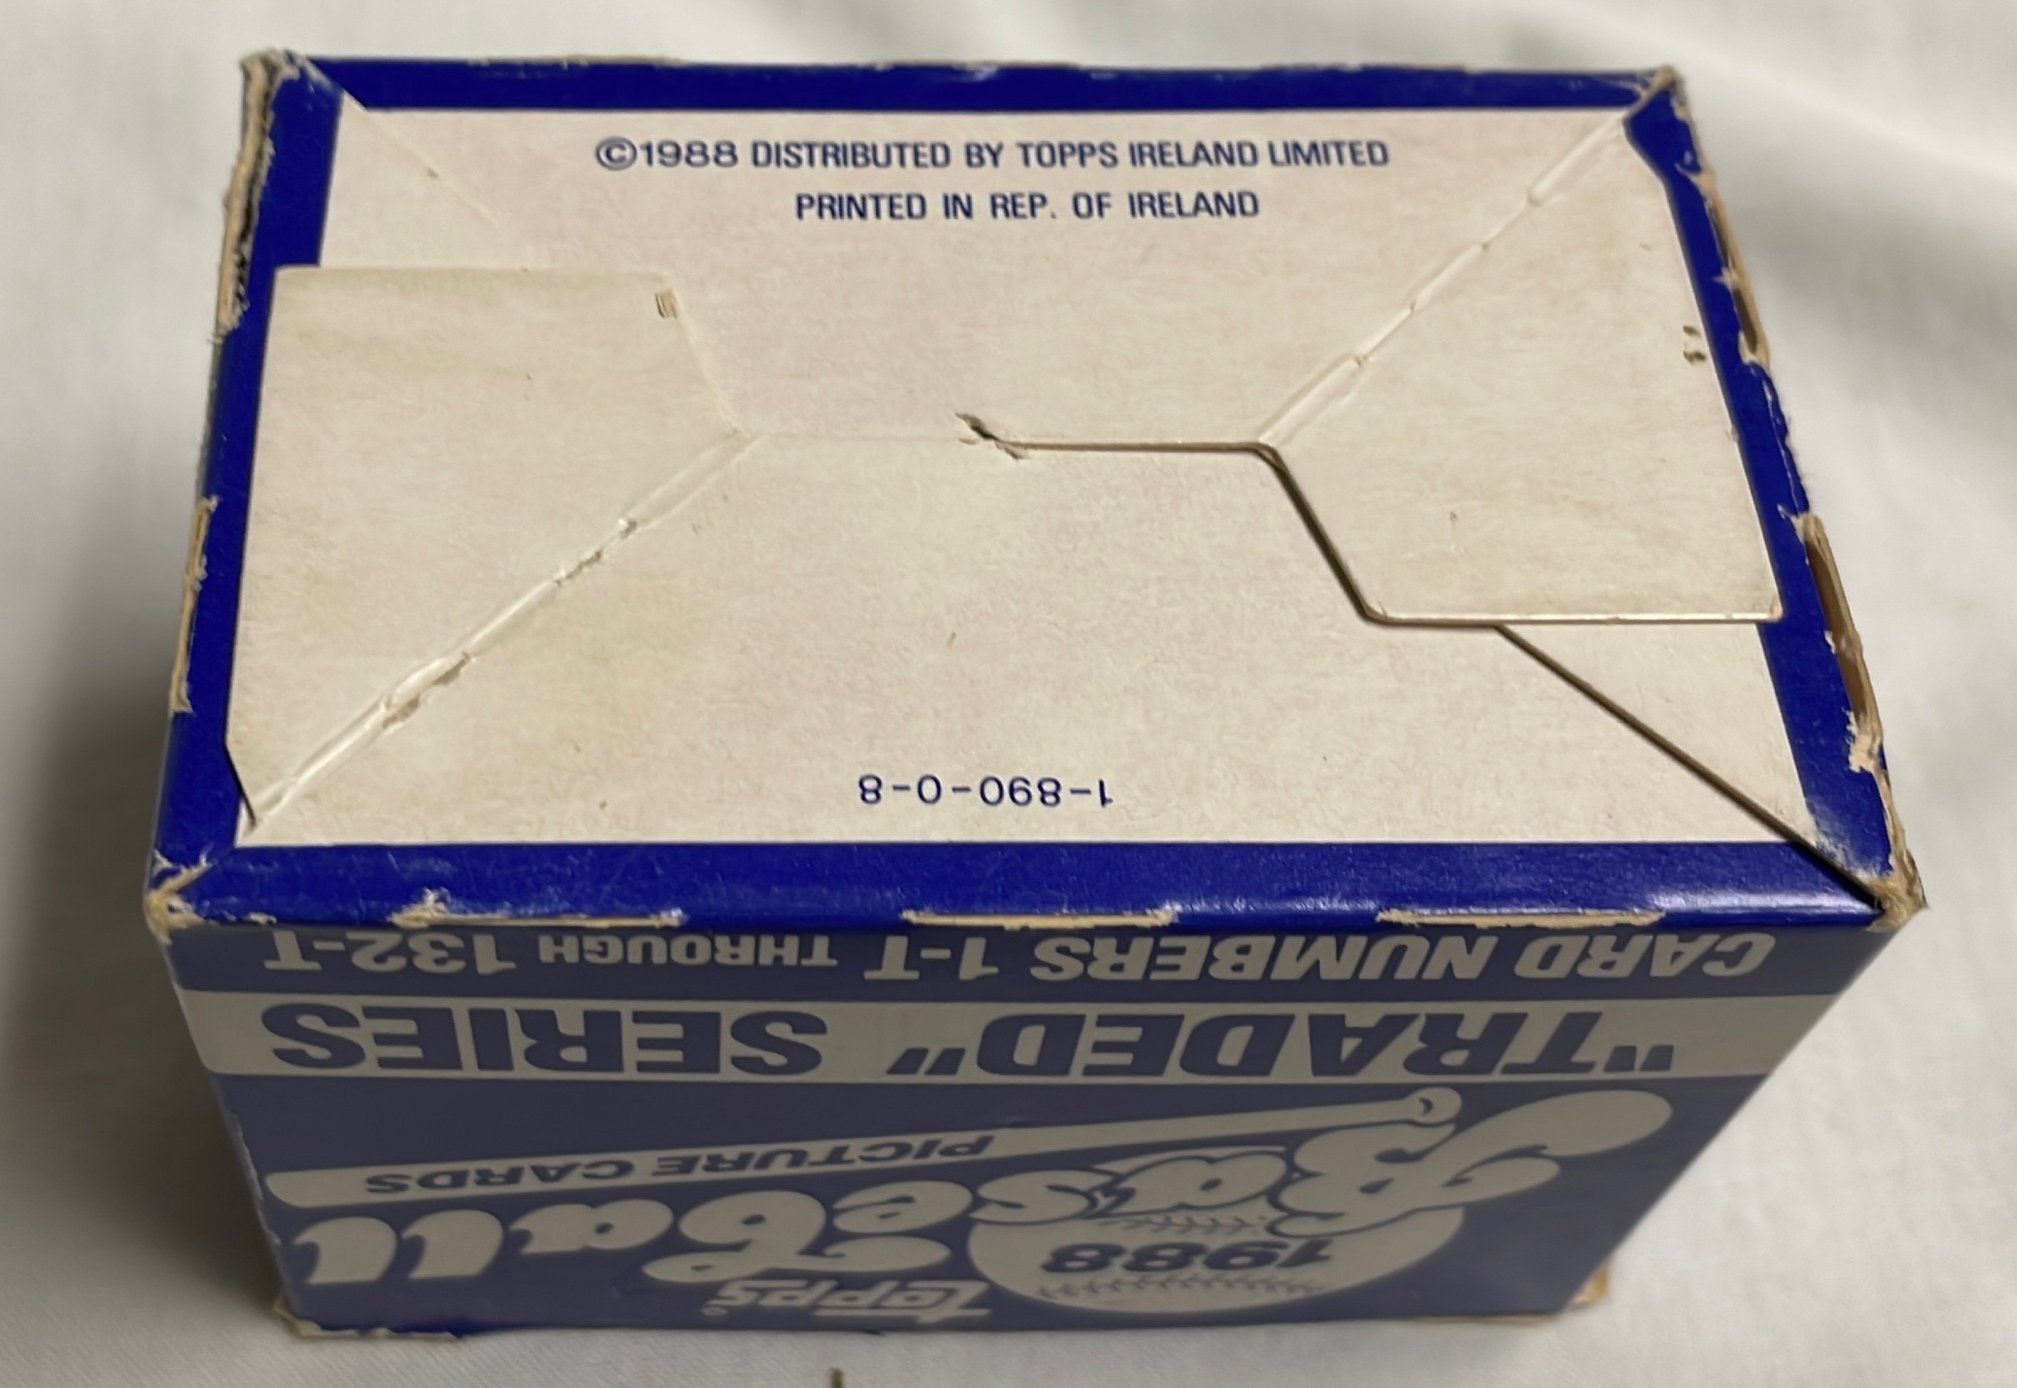 ©1988 DISTRIBUTED BY TOPPS IRELAND LIMITED
PRINTED IN REP. OF IRELAND
1-890-0-8
Topps
1988
BaseBall
PICTURE CARDS
"TRADED" SERIES
CARD NUMBERS 1-T THROUGH 132-T